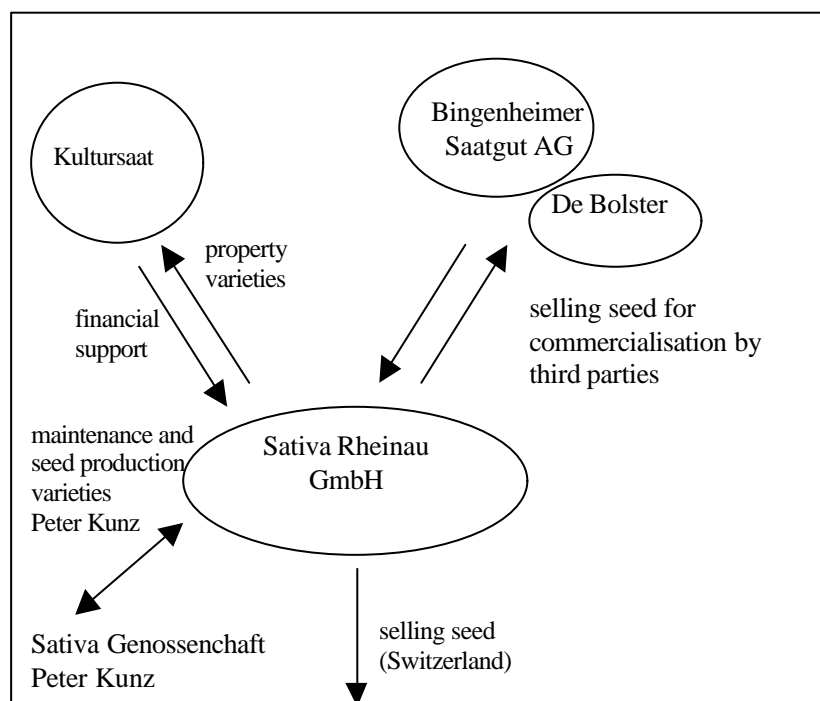 Bingenheimer
Saatgut AG
Kultursaat
De Bolster
property
varieties
financial
support
selling seed for
commercialisation by
third parties
maintenance and
seed production
varieties
Peter Kunz
Sativa Rheinau
GmbH
Sativa Genossenchaft
Peter Kunz
selling seed
(Switzerland)